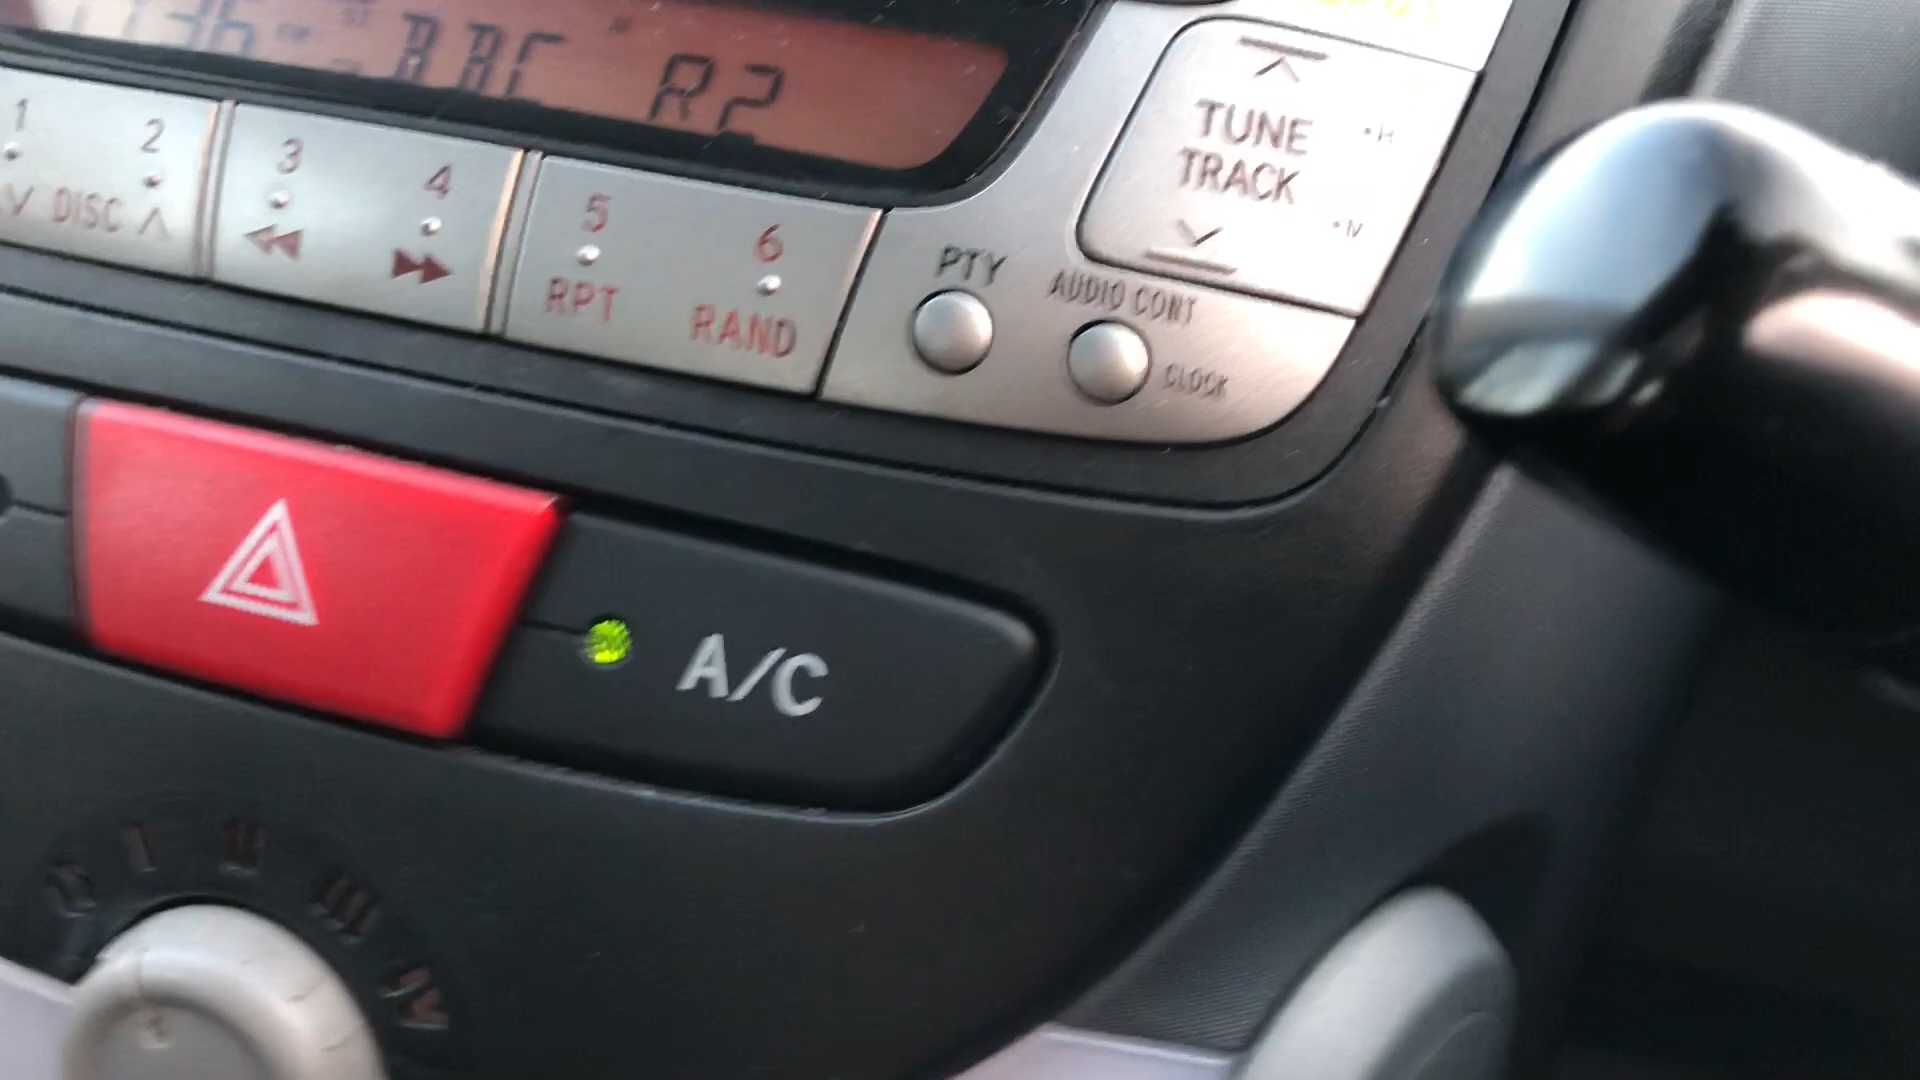 BBC R2
TUNE
TRACK
1 2 3 4 5 6
DISC RPT RAND
PTY AUDIO CONT
CLOCK
A/C